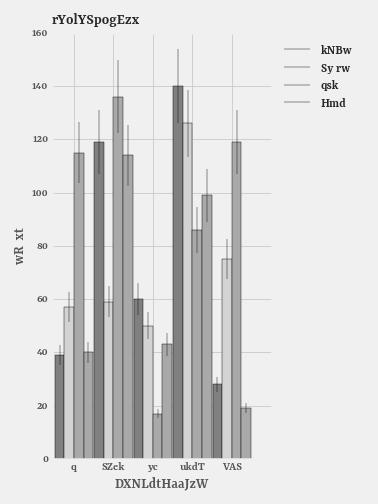 rYolYSpogEzx
160
140
120
100
80
60
40
20
0
wR xt
q
SZek
yc
ukdT
VAS
DXNLdtHaaJzW
kNBw
Sy rw
qsk
Hmd